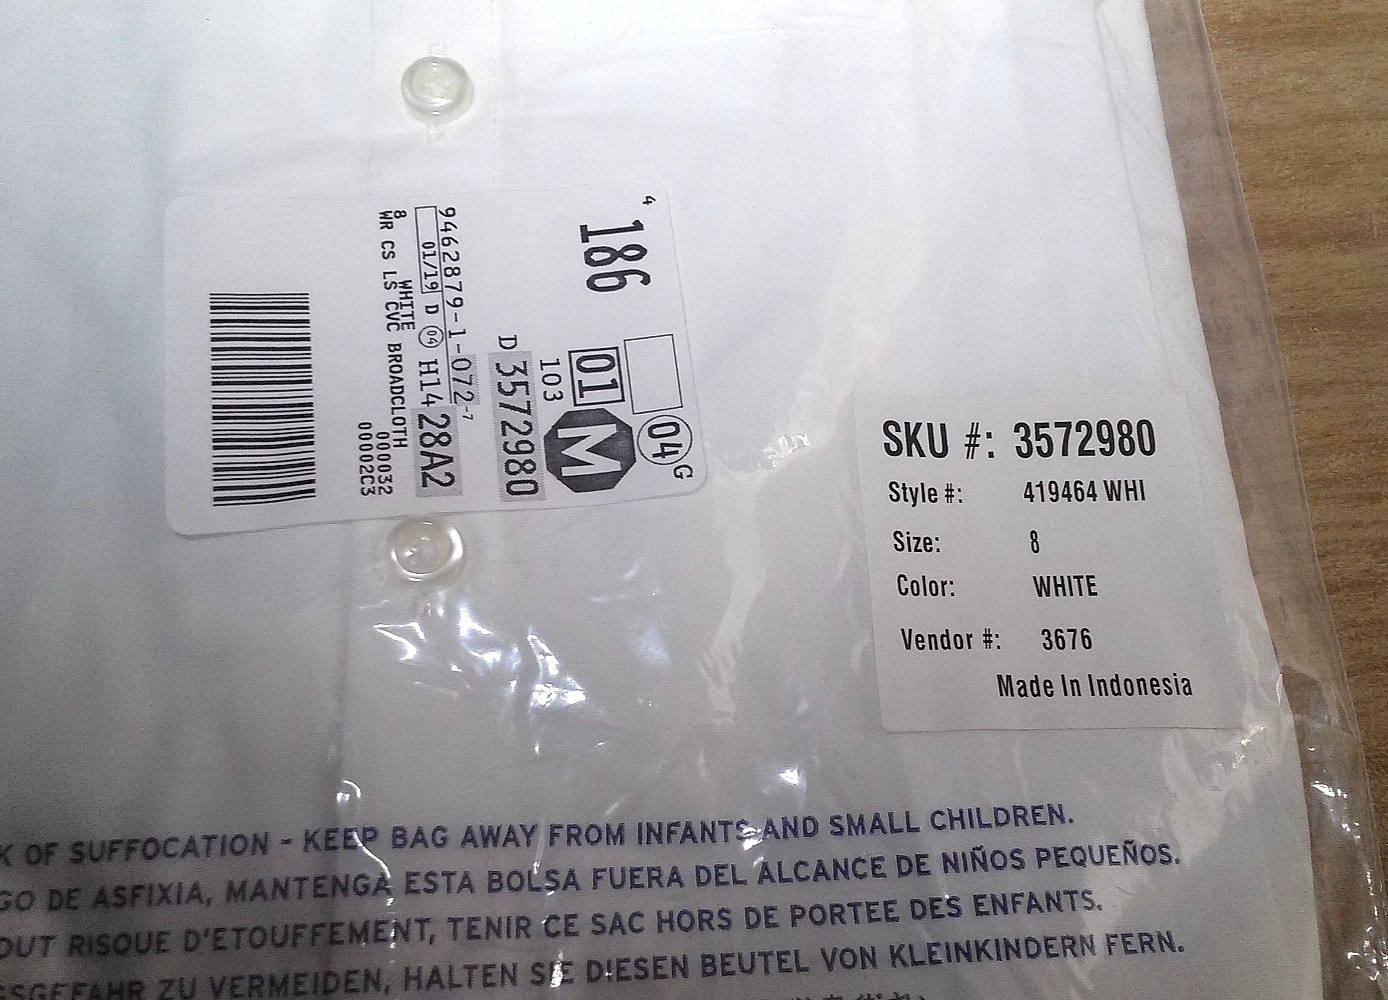 4
186
01
04
G
103
M
D 3572980
9462879-1-072-7
01/19 D 04 H14 28A2
WHITE
8
WR CS LS CVC BROADCLOTH
000032
00002C3
SKU #: 3572980
Style #: 419464 WHI
Size: 8
Color: WHITE
Vendor #: 3676
Made In Indonesia
K OF SUFFOCATION - KEEP BAG AWAY FROM INFANTS AND SMALL CHILDREN.
GO DE ASFIXIA, MANTENGA ESTA BOLSA FUERA DEL ALCANCE DE NIÑOS PEQUEÑOS.
OUT RISQUE D'ETOUFFEMENT, TENIR CE SAC HORS DE PORTEE DES ENFANTS.
GSGEFAHR ZU VERMEIDEN, HALTEN SIE DIESEN BEUTEL VON KLEINKINDERN FERN.